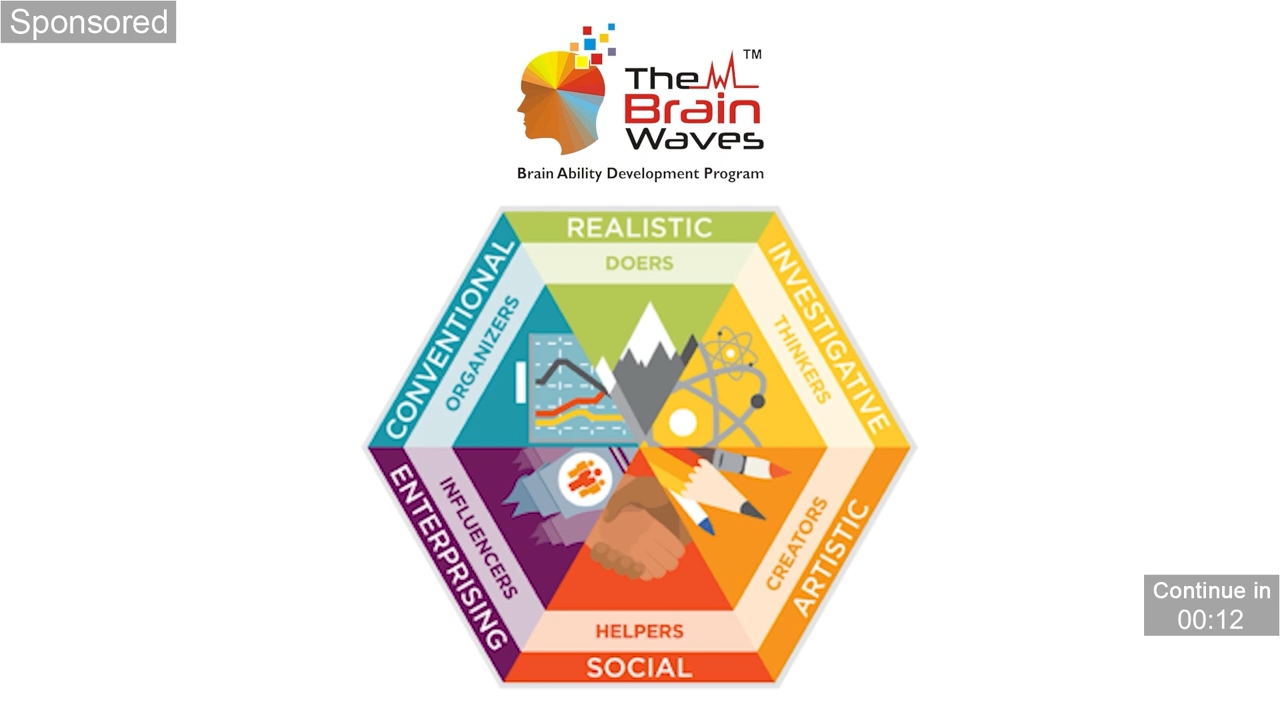 Sponsored
The
TM
Brain
Waves
Brain Ability Development Program
REALISTIC
DOERS
CONVENTIONAL
ORGANIZERS
INVESTIGATIVE
THINKERS
ENTERPRISING
INFLUENCERS
CREATORS
ARTISTIC
HELPERS
SOCIAL
Continue in
00:12